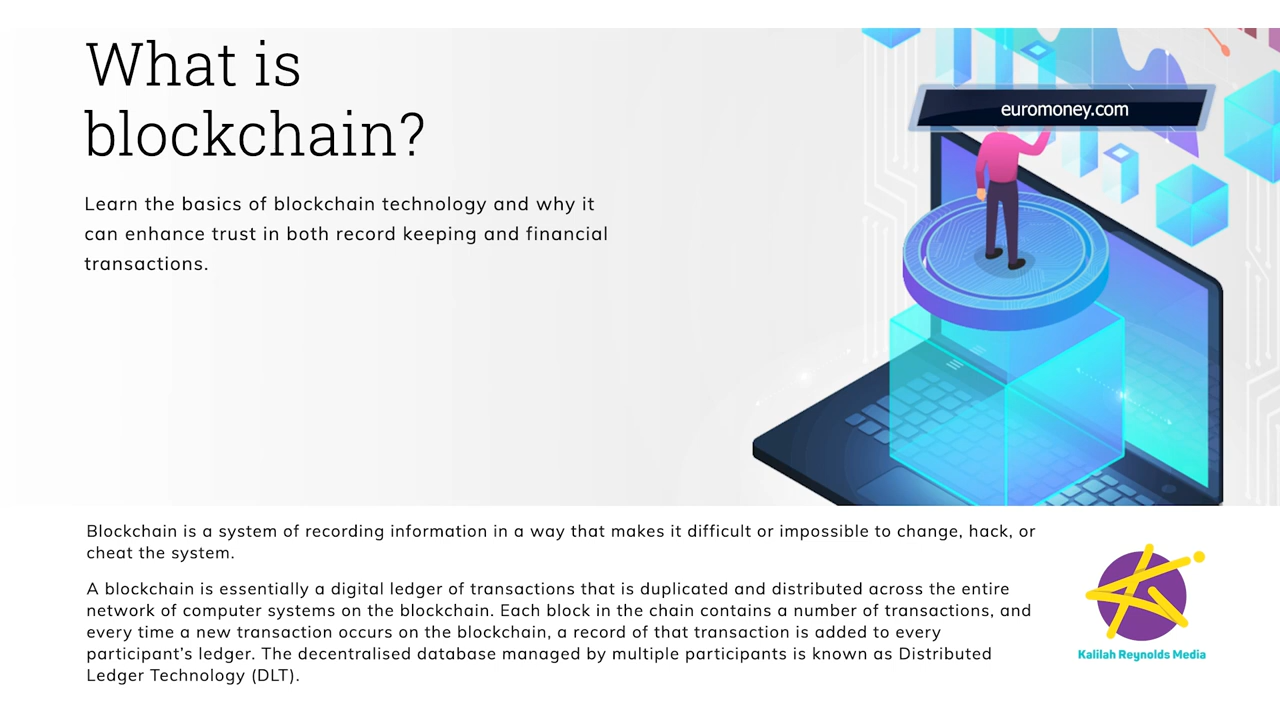 What is
blockchain?
Learn the basics of blockchain technology and why it
can enhance trust in both record keeping and financial
transactions.
euromoney.com
Blockchain is a system of recording information in a way that makes it difficult or impossible to change, hack, or
cheat the system.
A blockchain is essentially a digital ledger of transactions that is duplicated and distributed across the entire
network of computer systems on the blockchain. Each block in the chain contains a number of transactions, and
every time a new transaction occurs on the blockchain, a record of that transaction is added to every
participant’s ledger. The decentralised database managed by multiple participants is known as Distributed
Ledger Technology (DLT).
Kalilah Reynolds Media